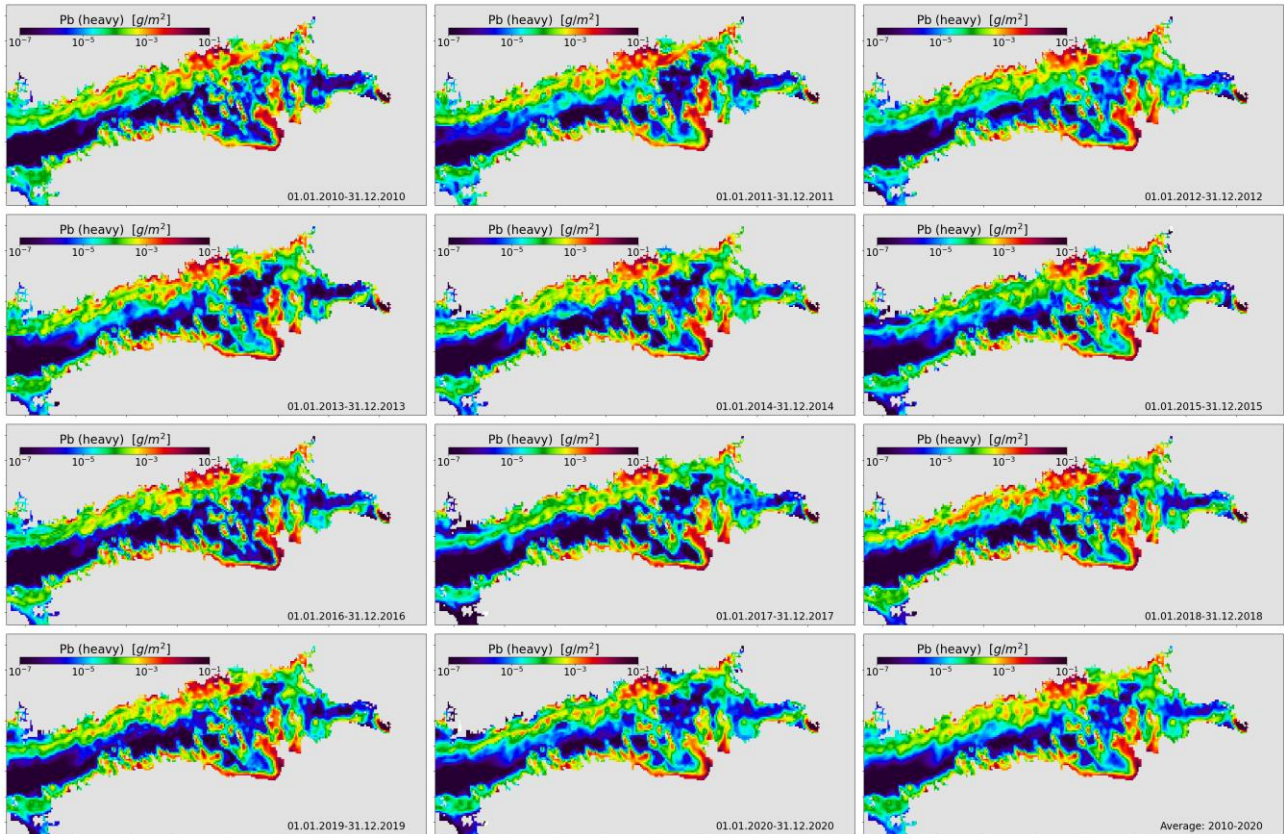 Pb (heavy) [g/m²]
10⁻⁷ 10⁻⁵ 10⁻³ 10⁻¹
01.01.2010-31.12.2010
Pb (heavy) [g/m²]
10⁻⁷ 10⁻⁵ 10⁻³ 10⁻¹
01.01.2011-31.12.2011
Pb (heavy) [g/m²]
10⁻⁷ 10⁻⁵ 10⁻³ 10⁻¹
01.01.2012-31.12.2012
Pb (heavy) [g/m²]
10⁻⁷ 10⁻⁵ 10⁻³ 10⁻¹
01.01.2013-31.12.2013
Pb (heavy) [g/m²]
10⁻⁷ 10⁻⁵ 10⁻³ 10⁻¹
01.01.2014-31.12.2014
Pb (heavy) [g/m²]
10⁻⁷ 10⁻⁵ 10⁻³ 10⁻¹
01.01.2015-31.12.2015
Pb (heavy) [g/m²]
10⁻⁷ 10⁻⁵ 10⁻³ 10⁻¹
01.01.2016-31.12.2016
Pb (heavy) [g/m²]
10⁻⁷ 10⁻⁵ 10⁻³ 10⁻¹
01.01.2017-31.12.2017
Pb (heavy) [g/m²]
10⁻⁷ 10⁻⁵ 10⁻³ 10⁻¹
01.01.2018-31.12.2018
Pb (heavy) [g/m²]
10⁻⁷ 10⁻⁵ 10⁻³ 10⁻¹
01.01.2019-31.12.2019
Pb (heavy) [g/m²]
10⁻⁷ 10⁻⁵ 10⁻³ 10⁻¹
01.01.2020-31.12.2020
Pb (heavy) [g/m²]
10⁻⁷ 10⁻⁵ 10⁻³ 10⁻¹
Average: 2010-2020